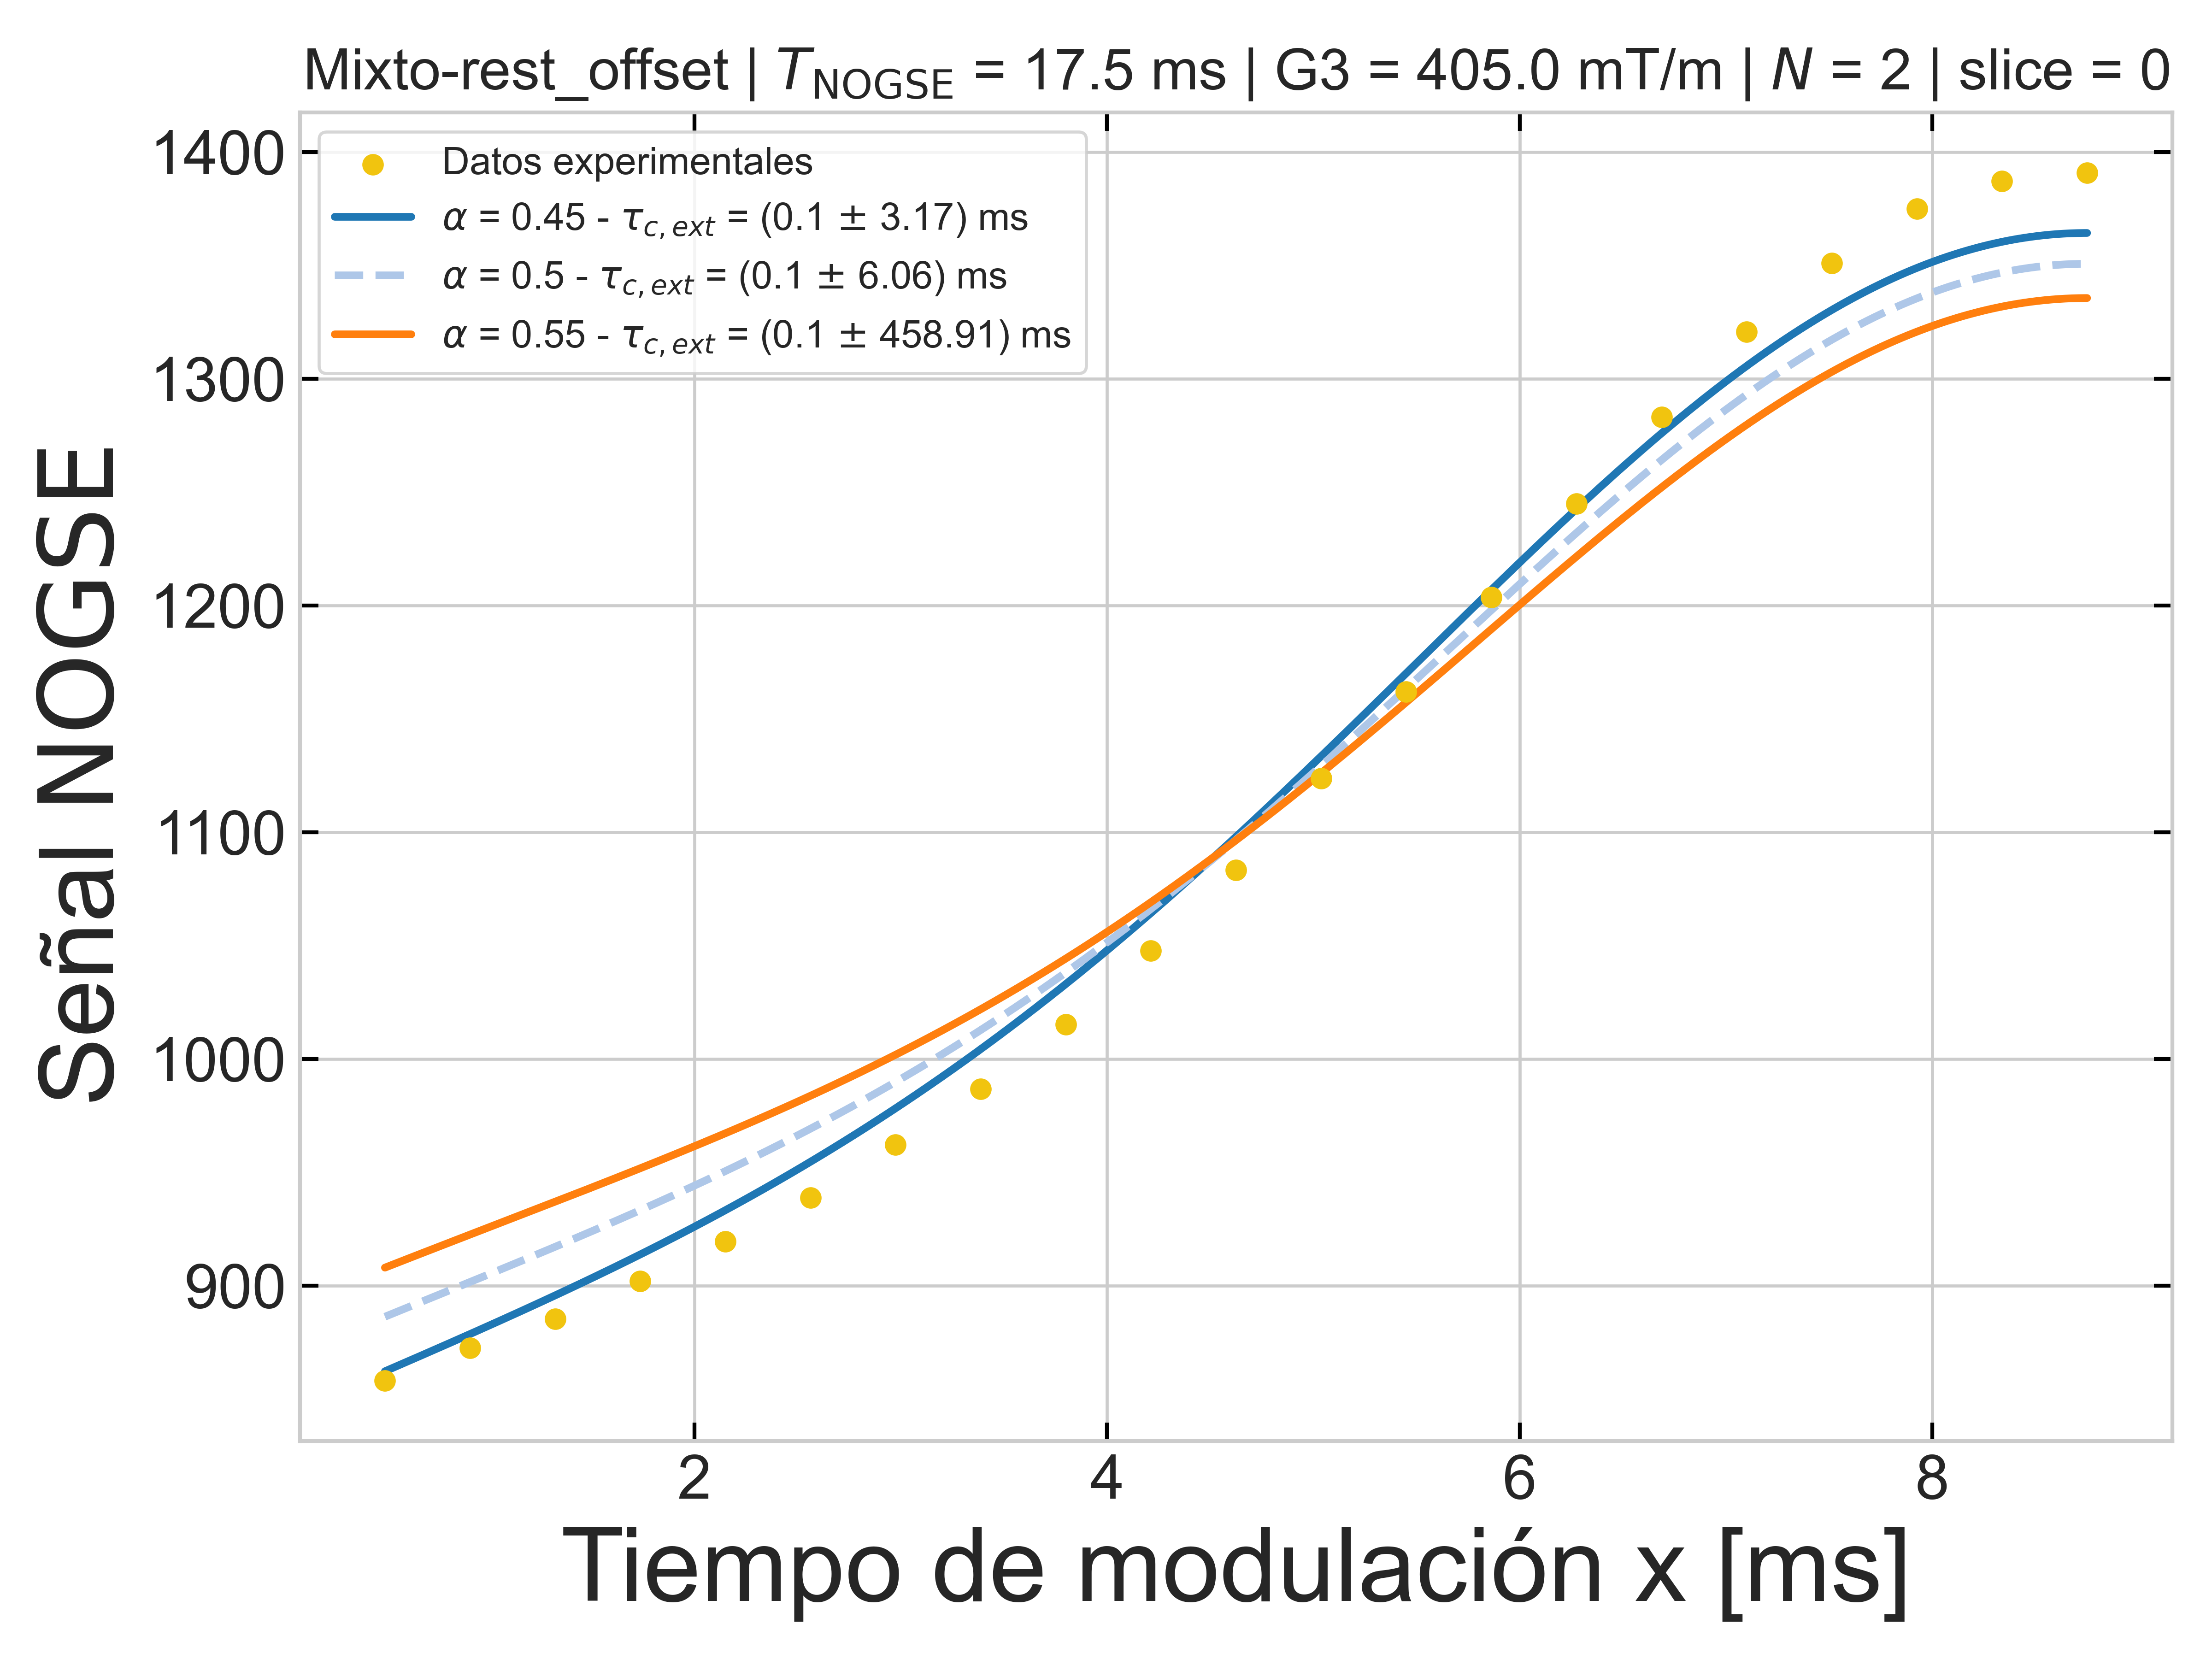 Mixto-rest_offset | T_NOGSE = 17.5 ms | G3 = 405.0 mT/m | N = 2 | slice = 0
Datos experimentales
α = 0.45 - τ_c,ext = (0.1 ± 3.17) ms
α = 0.5 - τ_c,ext = (0.1 ± 6.06) ms
α = 0.55 - τ_c,ext = (0.1 ± 458.91) ms
Señal NOGSE
1400
1300
1200
1100
1000
900
2 4 6 8
Tiempo de modulación x [ms]